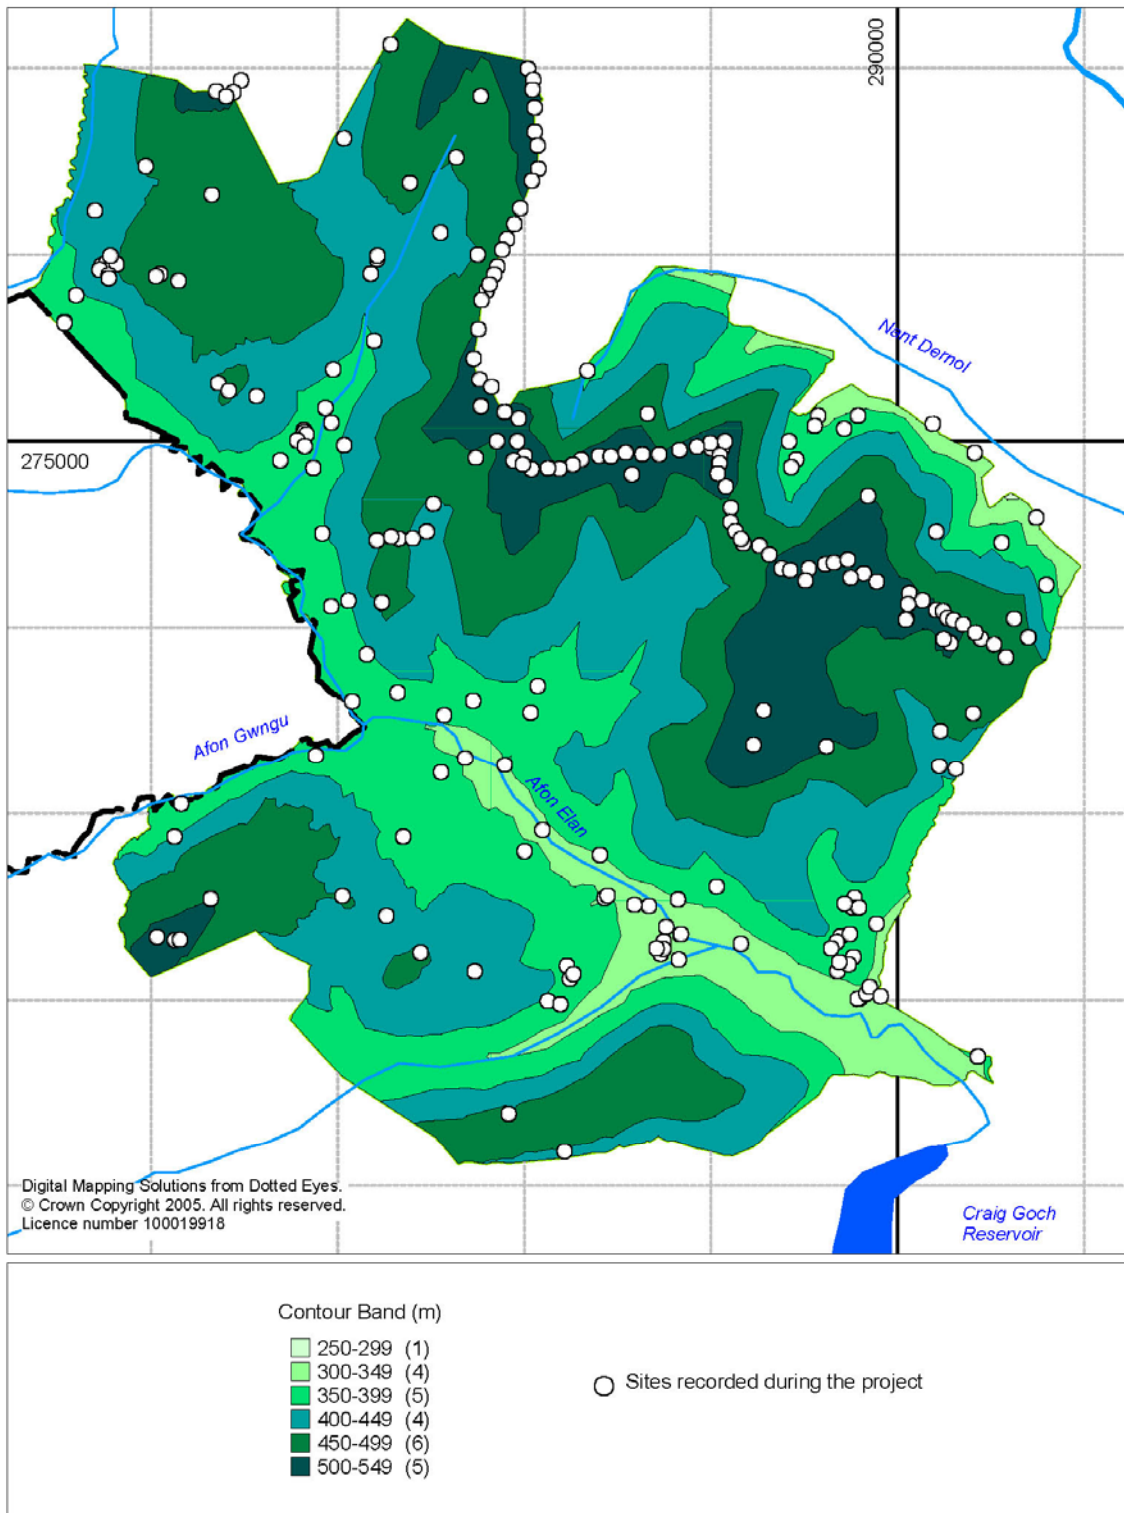 290000
Nant Dernol
275000
Afon Gwngu
Afon Elan
Digital Mapping Solutions from Dotted Eyes.
© Crown Copyright 2005. All rights reserved.
Licence number 100019918
Craig Goch
Reservoir
Contour Band (m)
250-299 (1)
300-349 (4)
350-399 (5)
400-449 (4)
450-499 (6)
500-549 (5)
Sites recorded during the project